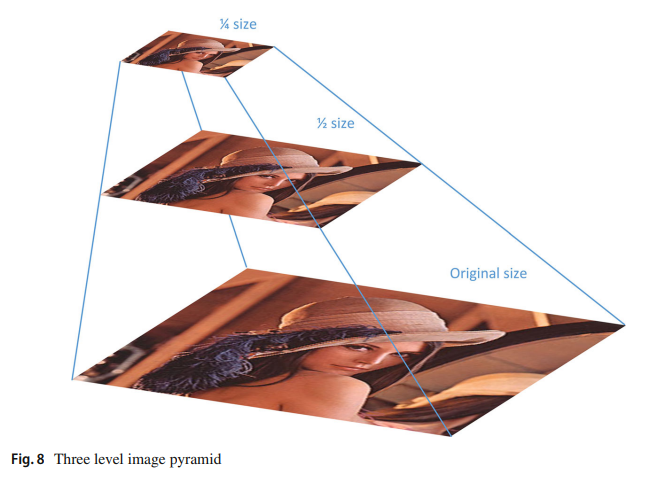 ¼ size
½ size
Original size
Fig. 8 Three level image pyramid